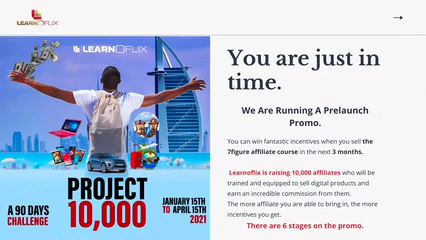 LEARNOFLIX
LEARNOFLIX
A 90 DAYS
CHALLENGE
PROJECT
10,000
JANUARY 15TH
TO APRIL 15TH
2021
You are just in
time.
We Are Running A Prelaunch
Promo.
You can win fantastic incentives when you sell the
7figure affiliate course in the next 3 months.
Learnoflix is raising 10,000 affiliates who will be
trained and equipped to sell digital products and
earn an incredible commission from them.
The more affiliate you are able to bring in, the more
incentives you get.
There are 6 stages on the promo.